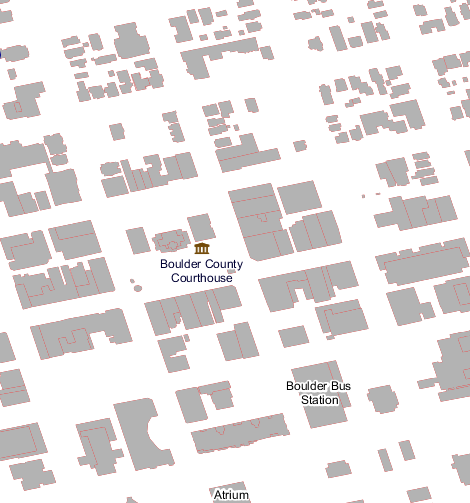 Boulder County
Courthouse
Boulder Bus
Station
Atrium